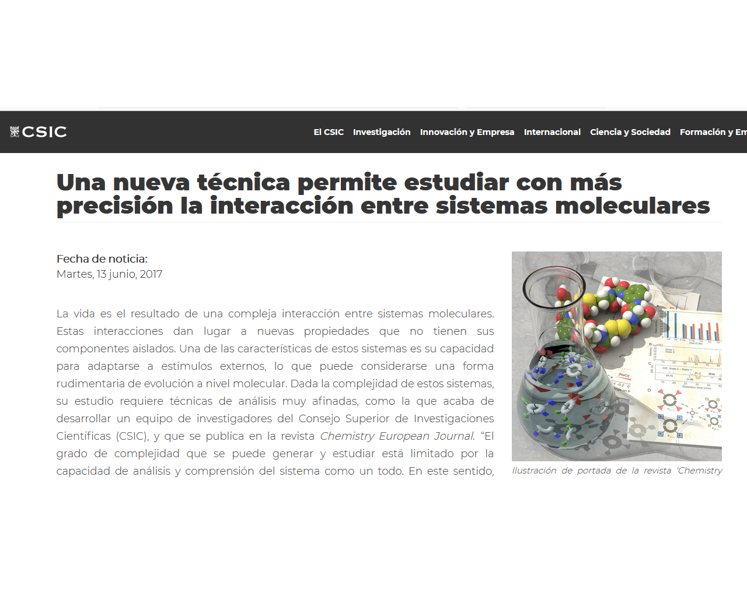 CSIC
El CSIC Investigación Innovación y Empresa Internacional Ciencia y Sociedad Formación y Em
Una nueva técnica permite estudiar con más
precisión la interacción entre sistemas moleculares
Fecha de noticia:
Martes, 13 junio, 2017
La vida es el resultado de una compleja interacción entre sistemas moleculares.
Estas interacciones dan lugar a nuevas propiedades que no tienen sus
componentes aislados. Una de las características de estos sistemas es su capacidad
para adaptarse a estímulos externos, lo que puede considerarse una forma
rudimentaria de evolución a nivel molecular. Dada la complejidad de estos sistemas,
su estudio requiere técnicas de análisis muy afinadas, como la que acaba de
desarrollar un equipo de investigadores del Consejo Superior de Investigaciones
Científicas (CSIC), y que se publica en la revista Chemistry European Journal. “El
grado de complejidad que se puede generar y estudiar está limitado por la
capacidad de análisis y comprensión del sistema como un todo. En este sentido,
Ilustración de portada de la revista 'Chemistry